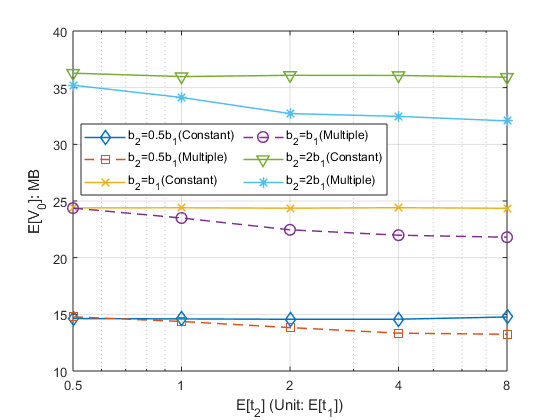 40
35
30
25
20
15
10
E[V0]: MB
b2=0.5b1(Constant)
b2=0.5b1(Multiple)
b2=b1(Constant)
b2=b1(Multiple)
b2=2b1(Constant)
b2=2b1(Multiple)
0.5 1 2 4 8
E[t2] (Unit: E[t1])